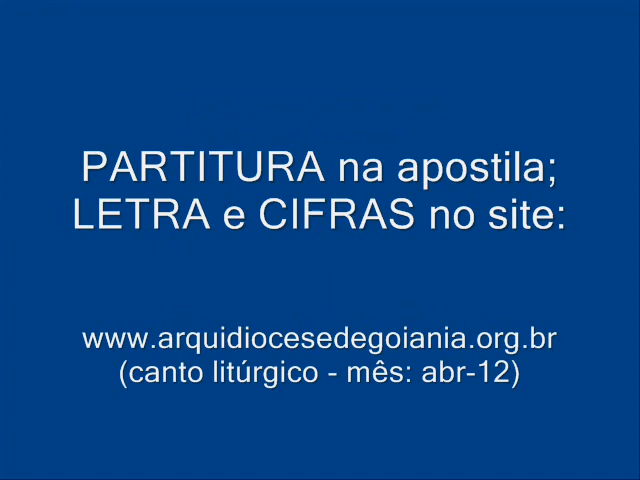 PARTITURA na apostila;
LETRA e CIFRAS no site:
www.arquidiocesedegoiania.org.br
(canto litúrgico - mês: abr-12)